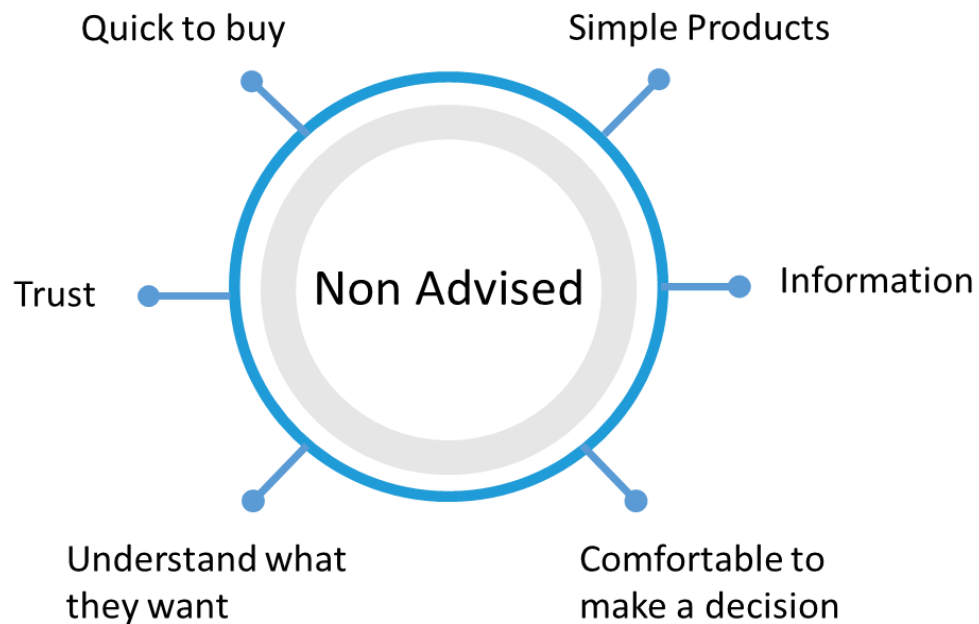 Quick to buy
Simple Products
Trust
Non Advised
Information
Understand what
they want
Comfortable to
make a decision